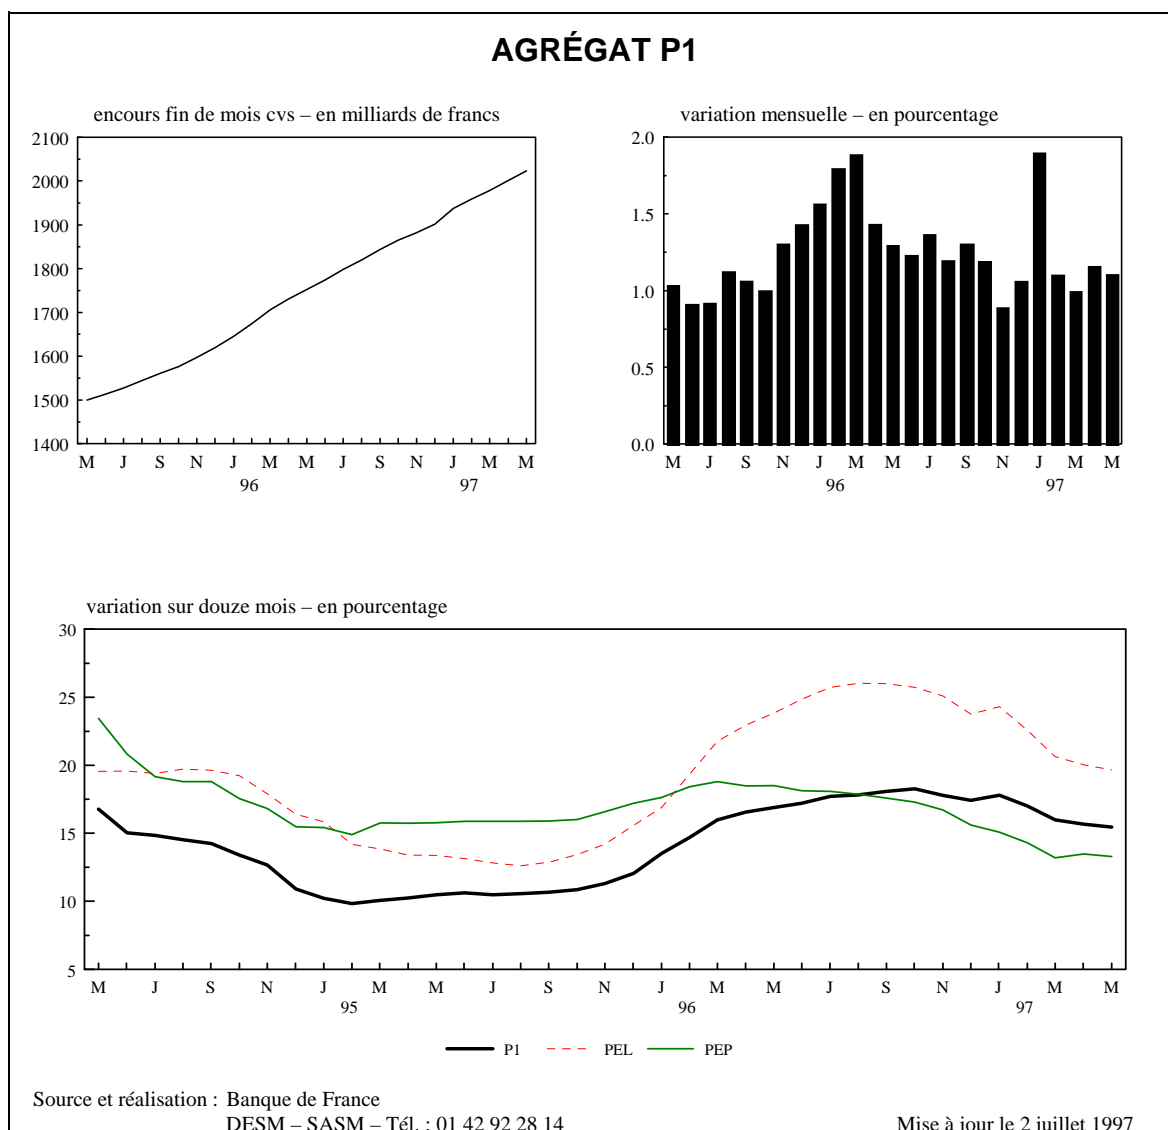 AGRÉGAT P1
encours fin de mois cvs – en milliards de francs
2100
2000
1900
1800
1700
1600
1500
1400
M J S N J M M J S N J M M
96 97
variation mensuelle – en pourcentage
2.0
1.5
1.0
0.5
0.0
M J S N J M M J S N J M M
96 97
variation sur douze mois – en pourcentage
30
25
20
15
10
5
M J S N J M M J S N J M M J S N J M M
95 96 97
P1 PEL PEP
Source et réalisation : Banque de France
DESM – SASM – Tél. : 01 42 92 28 14 Mise à jour le 2 juillet 1997